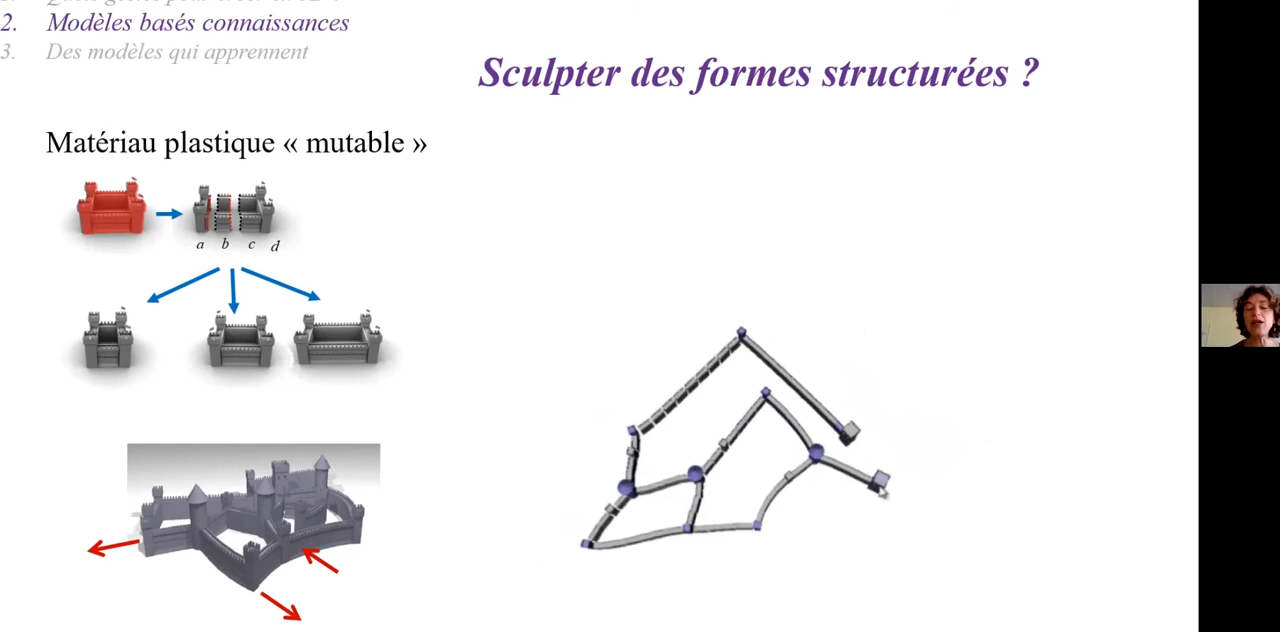 2. Modèles basés connaissances
3. Des modèles qui apprennent
Sculpter des formes structurées ?
Matériau plastique « mutable »
a b c d